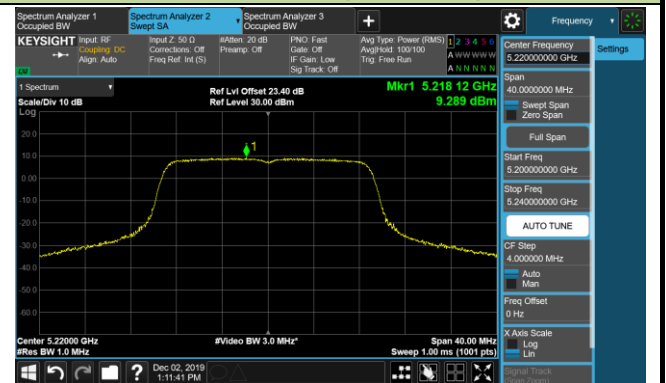 Spectrum Analyzer 1
Occupied BW
Spectrum Analyzer 2
Swept SA
Spectrum Analyzer 3
Occupied BW
Frequency
KEYSIGHT
Input: RF
Coupling: DC
Align: Auto
Input Z: 50 Ω
Corrections: Off
Freq Ref: Int (S)
#Atten: 20 dB
Preamp: Off
PNO: Fast
Gate: Off
IF Gain: Low
Sig Track: Off
Avg Type: Power (RMS)
Avg|Hold: 100/100
Trig: Free Run
1 2 3 4 5 6
A W W W W W
A N N N N N
LXI
1 Spectrum
Scale/Div 10 dB
Log
Ref Lvl Offset 23.40 dB
Ref Level 30.00 dBm
Mkr1 5.218 12 GHz
9.289 dBm
1
20.0
10.0
0.00
-10.0
-20.0
-30.0
-40.0
-50.0
-60.0
Center 5.22000 GHz
#Res BW 1.0 MHz
#Video BW 3.0 MHz*
Span 40.00 MHz
Sweep 1.00 ms (1001 pts)
Dec 02, 2019
1:11:41 PM
Center Frequency
5.220000000 GHz
Settings
Span
40.0000000 MHz
Swept Span
Zero Span
Full Span
Start Freq
5.200000000 GHz
Stop Freq
5.240000000 GHz
AUTO TUNE
CF Step
4.000000 MHz
Auto
Man
Freq Offset
0 Hz
X Axis Scale
Log
Lin
Signal Track
(Span Zoom)